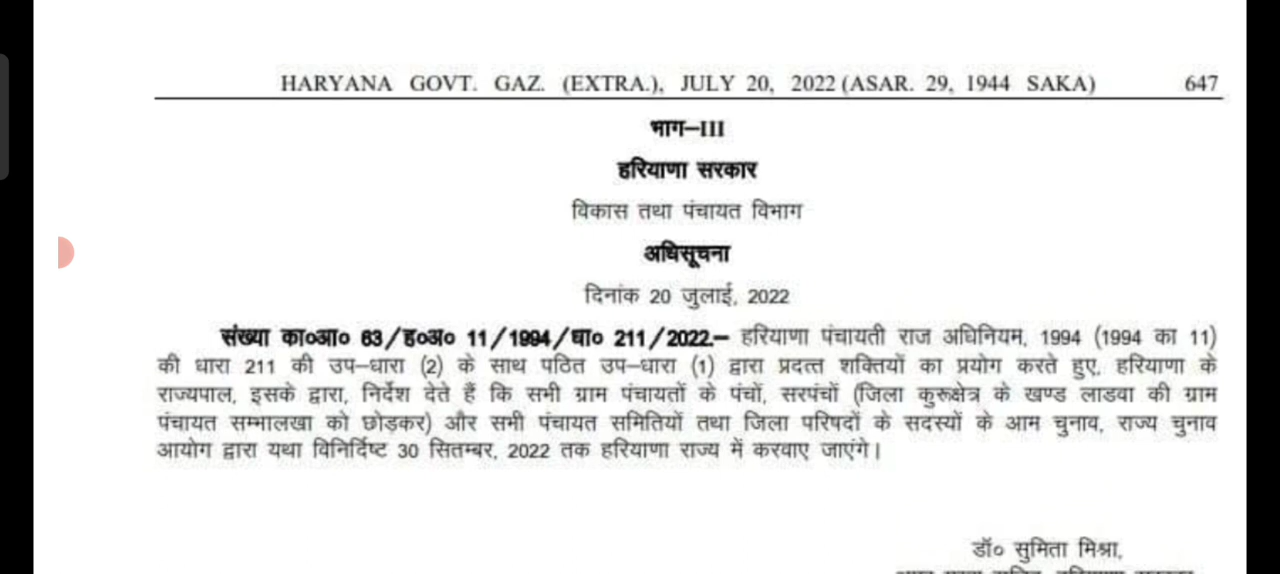 HARYANA GOVT. GAZ. (EXTRA.), JULY 20, 2022 (ASAR. 29, 1944 SAKA) 647
भाग–III
हरियाणा सरकार
विकास तथा पंचायत विभाग
अधिसूचना
दिनांक 20 जुलाई, 2022
संख्या का०आ० 63/ह०अ० 11/1994/धा० 211/2022.– हरियाणा पंचायती राज अधिनियम, 1994 (1994 का 11)
की धारा 211 की उप–धारा (2) के साथ पठित उप–धारा (1) द्वारा प्रदत्त शक्तियों का प्रयोग करते हुए, हरियाणा के
राज्यपाल, इसके द्वारा, निर्देश देते हैं कि सभी ग्राम पंचायतों के पंचों, सरपंचों (जिला कुरूक्षेत्र के खण्ड लाडवा की ग्राम
पंचायत सम्भालखा को छोड़कर) और सभी पंचायत समितियों तथा जिला परिषदों के सदस्यों के आम चुनाव, राज्य चुनाव
आयोग द्वारा यथा विनिर्दिष्ट 30 सितम्बर, 2022 तक हरियाणा राज्य में करवाए जाएंगे।
डॉ० सुमिता मिश्रा,